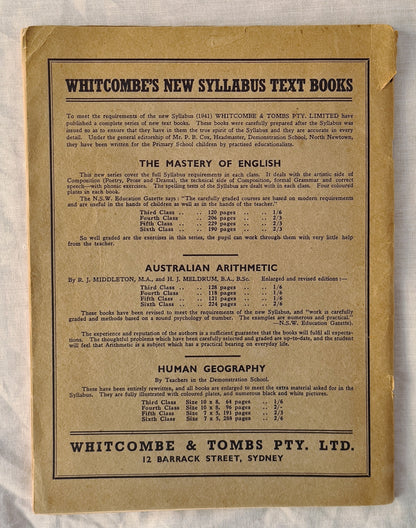 WHITCOMBE'S NEW SYLLABUS TEXT BOOKS
To meet the requirements of the new Syllabus (1941) WHITCOMBE & TOMBS PTY. LIMITED have
published a complete series of new text books. These books were carefully prepared after the Syllabus was
issued so as to ensure that they have in them the true spirit of the Syllabus and they are accurate in every
detail. Under the general editorship of Mr. P. B. Cox, Headmaster, Demonstration School, North Newtown,
they have been written for the Primary School children by practised educationalists.
THE MASTERY OF ENGLISH
This new series cover the full Syllabus requirements in each class. It deals with the artistic side of
Composition (Poetry, Prose and Drama), the technical side of Composition, formal Grammar and correct
speech—with phonic exercises. The spelling tests of the Syllabus are dealt with in each class. Four coloured
plates in each book.
The N.S.W. Education Gazette says: "The carefully graded courses are based on modern requirements
and are useful in the hands of children as well as in the hands of the teacher."
Third Class .. 120 pages .. .. 1/6
Fourth Class .. 206 pages .. .. 2/3
Fifth Class .. 229 pages .. .. 2/3
Sixth Class .. 190 pages .. .. 2/3
So well graded are the exercises in this series, the pupil can work through them with very little help
from the teacher.
AUSTRALIAN ARITHMETIC
By R. J. MIDDLETON, M.A., and H. J. MELDRUM, B.A., B.Sc. Enlarged and revised editions:—
Third Class .. 128 pages .. .. 1/6
Fourth Class .. 118 pages .. .. 1/6
Fifth Class .. 121 pages .. .. 1/6
Sixth Class .. 224 pages .. .. 2/6
These books have been revised to meet the requirements of the new Syllabus, and "work is carefully
graded and methods based on a sound psychology of number. The examples are numerous and practical."
—N.S.W. Education Gazette).
The experience and reputation of the authors is a sufficient guarantee that the books will fulfil all expecta-
tions. The thoughtful problems which have been carefully selected and graded are up-to-date, and the student
will feel that Arithmetic is a subject which has a practical bearing on everyday life.
HUMAN GEOGRAPHY
By Teachers in the Demonstration School.
These have been entirely rewritten, and all books are enlarged to meet the extra material asked for in the
Syllabus. They are fully illustrated with coloured plates, and numerous black and white pictures.
Third Class Size 10 x 8, 64 pages .. 1/6
Fourth Class Size 10 x 8, 96 pages .. 2/-
Fifth Class Size 7 x 5, 191 pages .. 2/3
Sixth Class Size 7 x 5, 288 pages .. 2/6
WHITCOMBE & TOMBS PTY. LTD.
12 BARRACK STREET, SYDNEY